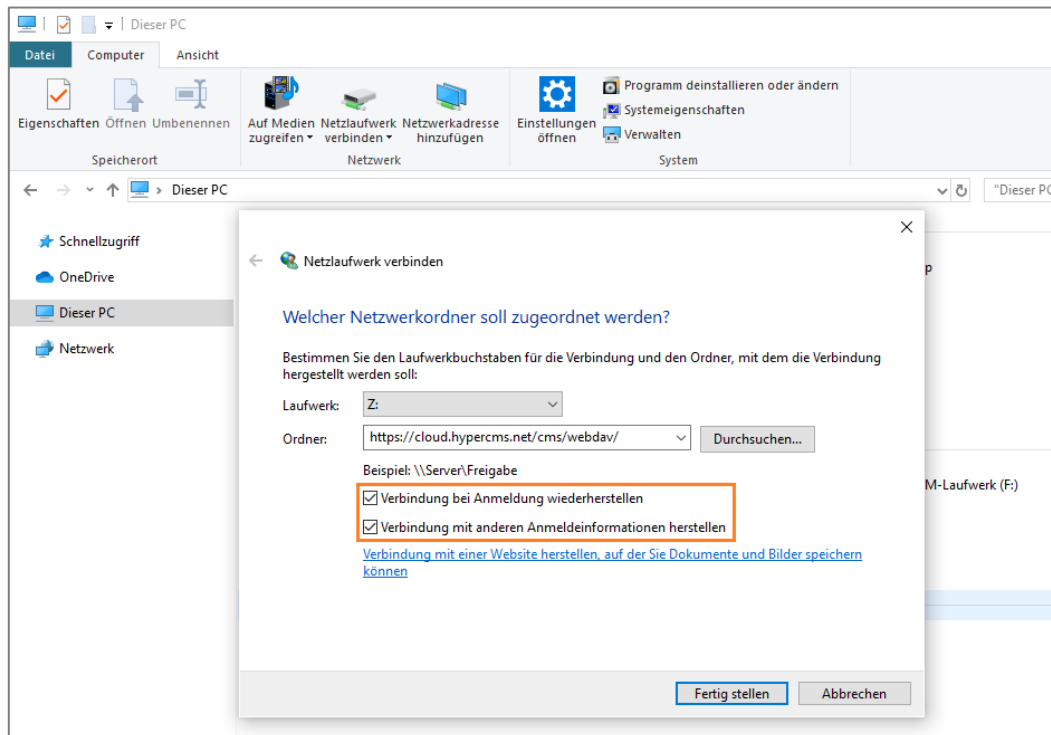 Dieser PC
Datei Computer Ansicht
Eigenschaften Öffnen Umbenennen
Auf Medien zugreifen
Netzlaufwerk verbinden
Netzwerkadresse hinzufügen
Einstellungen öffnen
Programm deinstallieren oder ändern
Systemeigenschaften
Verwalten
Speicherort Netzwerk System
Dieser PC
"Dieser PC
Schnellzugriff
OneDrive
Dieser PC
Netzwerk
p
M-Laufwerk (F:)
Netzlaufwerk verbinden
Welcher Netzwerkordner soll zugeordnet werden?
Bestimmen Sie den Laufwerkbuchstaben für die Verbindung und den Ordner, mit dem die Verbindung
hergestellt werden soll:
Laufwerk: Z:
Ordner: https://cloud.hypercms.net/cms/webdav/ Durchsuchen...
Beispiel: \\Server\Freigabe
Verbindung bei Anmeldung wiederherstellen
Verbindung mit anderen Anmeldeinformationen herstellen
Verbindung mit einer Website herstellen, auf der Sie Dokumente und Bilder speichern
können
Fertig stellen Abbrechen